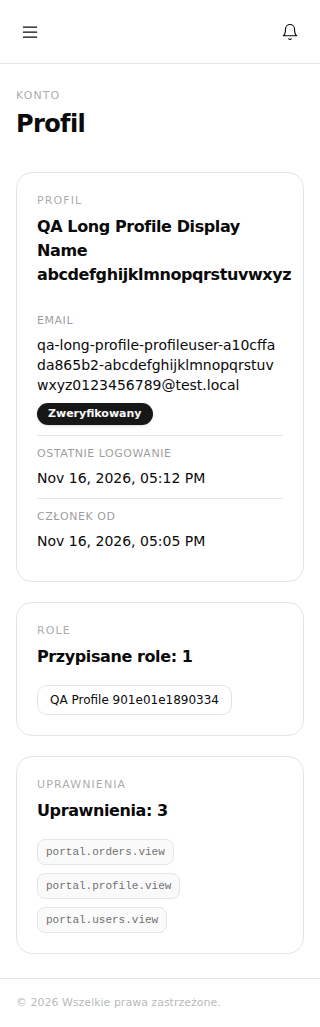 KONTO
Profil
PROFIL
QA Long Profile Display
Name
abcdefghijklmnopqrstuvwxyz
EMAIL
qa-long-profile-profileuser-a10cffa
da865b2-abcdefghijklmnopqrstuv
wxyz0123456789@test.local
Zweryfikowany
OSTATNIE LOGOWANIE
Nov 16, 2026, 05:12 PM
CZŁONEK OD
Nov 16, 2026, 05:05 PM
ROLE
Przypisane role: 1
QA Profile 901e01e1890334
UPRAWNIENIA
Uprawnienia: 3
portal.orders.view
portal.profile.view
portal.users.view
© 2026 Wszelkie prawa zastrzeżone.